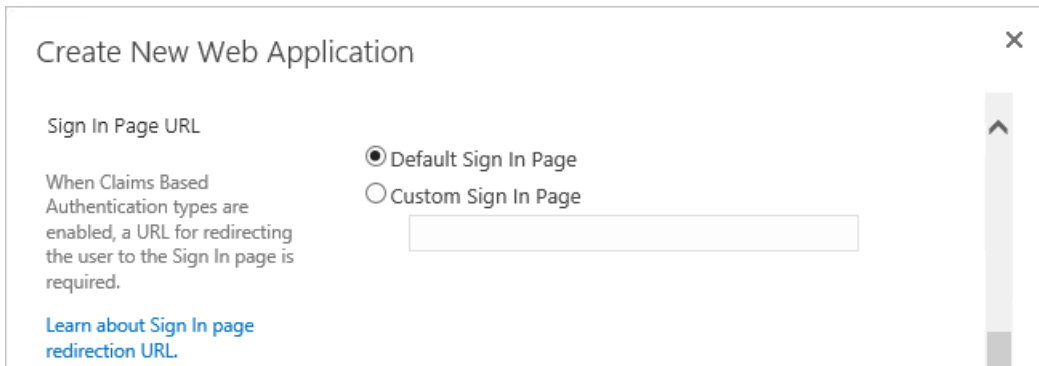 Create New Web Application
Sign In Page URL
When Claims Based
Authentication types are
enabled, a URL for redirecting
the user to the Sign In page is
required.
Learn about Sign In page
redirection URL.
Default Sign In Page
Custom Sign In Page